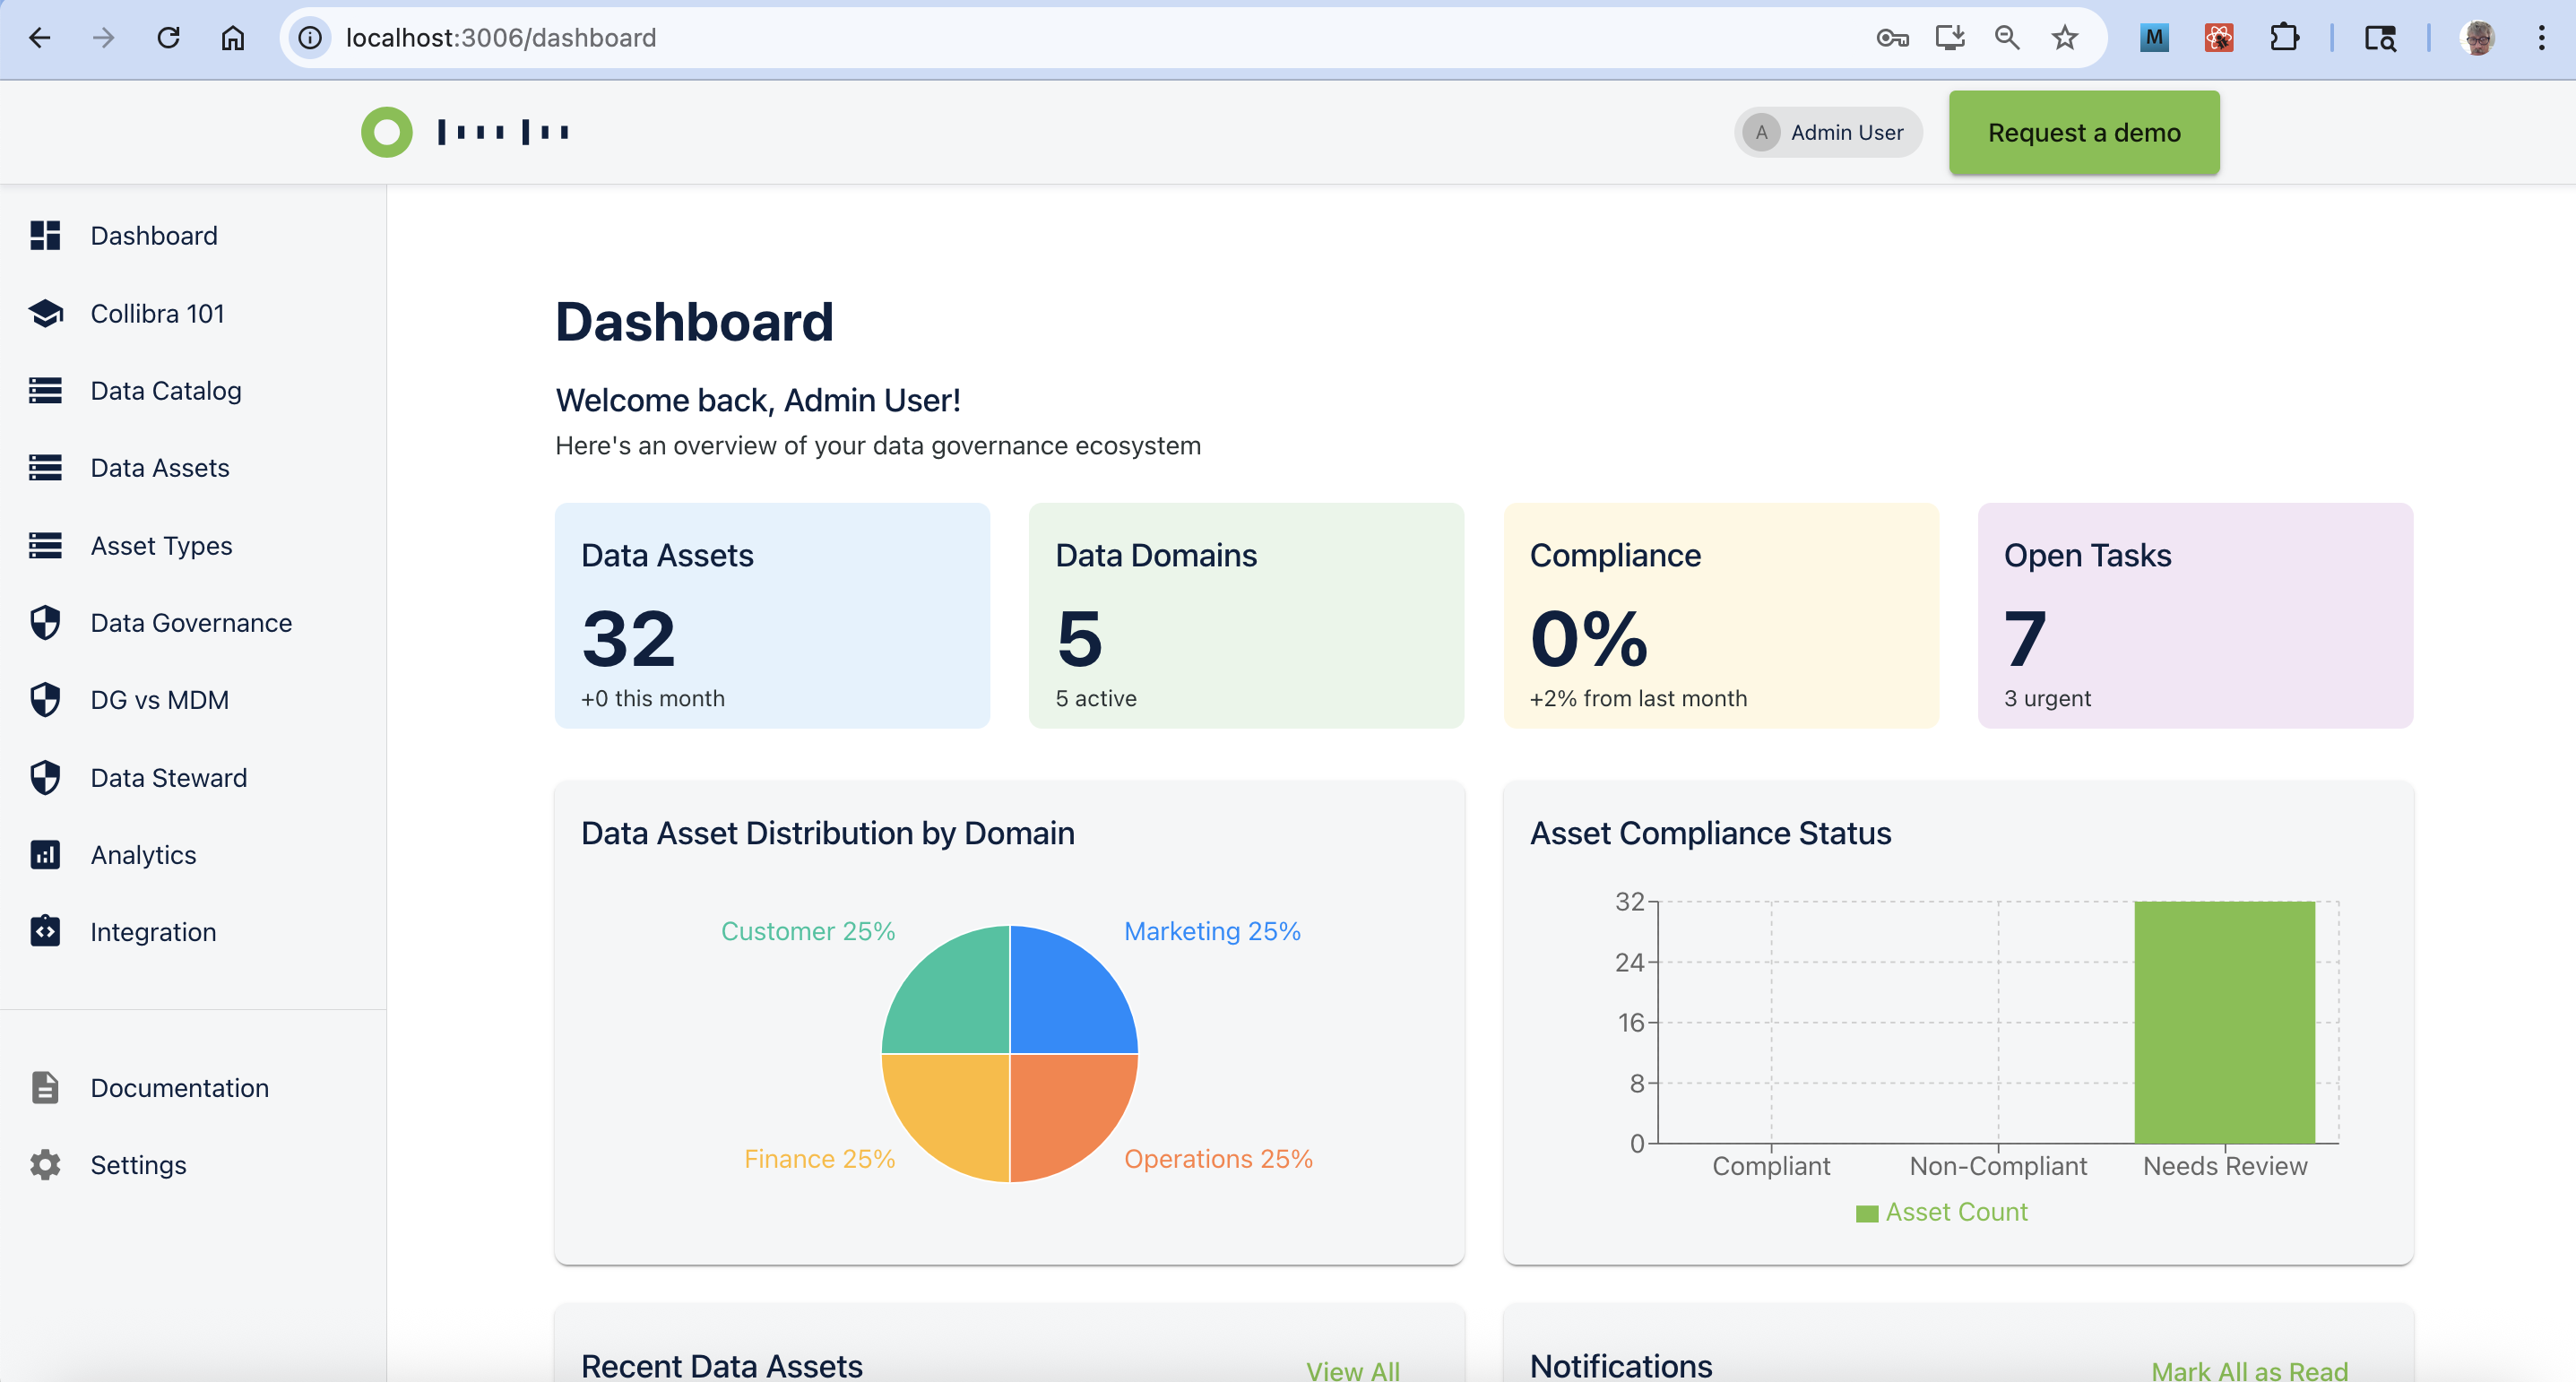 localhost:3006/dashboard
M
A Admin User
Request a demo
Dashboard
Collibra 101
Data Catalog
Data Assets
Asset Types
Data Governance
DG vs MDM
Data Steward
Analytics
Integration
Documentation
Settings
Dashboard
Welcome back, Admin User!
Here's an overview of your data governance ecosystem
Data Assets
32
+0 this month
Data Domains
5
5 active
Compliance
0%
+2% from last month
Open Tasks
7
3 urgent
Data Asset Distribution by Domain
Customer 25%
Marketing 25%
Finance 25%
Operations 25%
Asset Compliance Status
32
24
16
8
0
Compliant
Non-Compliant
Needs Review
Asset Count
Recent Data Assets
View All
Notifications
Mark All as Read